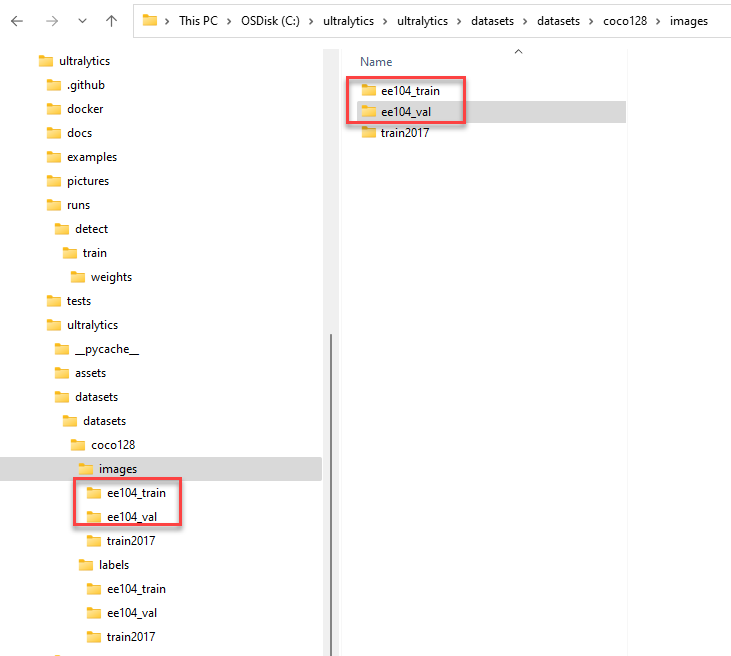 This PC > OSDisk (C:) > ultralytics > ultralytics > datasets > datasets > coco128 > images
ultralytics
.github
docker
docs
examples
pictures
runs
detect
train
weights
tests
ultralytics
__pycache__
assets
datasets
datasets
coco128
images
ee104_train
ee104_val
train2017
labels
ee104_train
ee104_val
train2017
Name
ee104_train
ee104_val
train2017